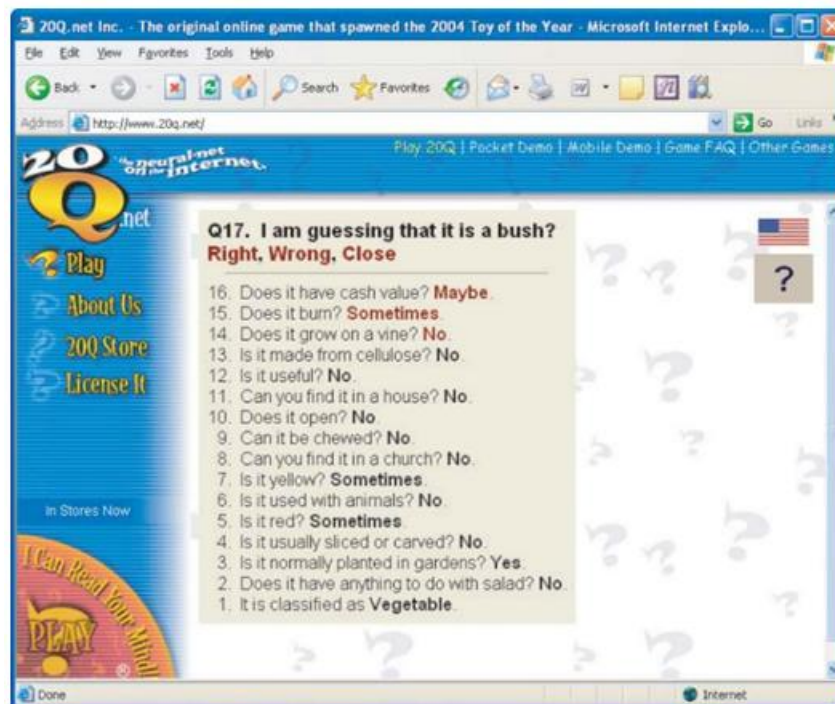 20Q.net Inc. - The original online game that spawned the 2004 Toy of the Year - Microsoft Internet Explo...
File Edit View Favorites Tools Help
Back Search Favorites
Address http://www.20q.net/ Go Links
20Q.net the neural-net on the internet.
Play 20Q | Pocket Demo | Mobile Demo | Game FAQ | Other Games
Play
About Us
20Q Store
License It
In Stores Now
I Can Read Your Mind!
PLAY
Q17. I am guessing that it is a bush?
Right, Wrong, Close
16. Does it have cash value? Maybe.
15. Does it burn? Sometimes.
14. Does it grow on a vine? No.
13. Is it made from cellulose? No.
12. Is it useful? No.
11. Can you find it in a house? No.
10. Does it open? No.
9. Can it be chewed? No.
8. Can you find it in a church? No.
7. Is it yellow? Sometimes.
6. Is it used with animals? No.
5. Is it red? Sometimes.
4. Is it usually sliced or carved? No.
3. Is it normally planted in gardens? Yes.
2. Does it have anything to do with salad? No.
1. It is classified as Vegetable.
?
Done Internet